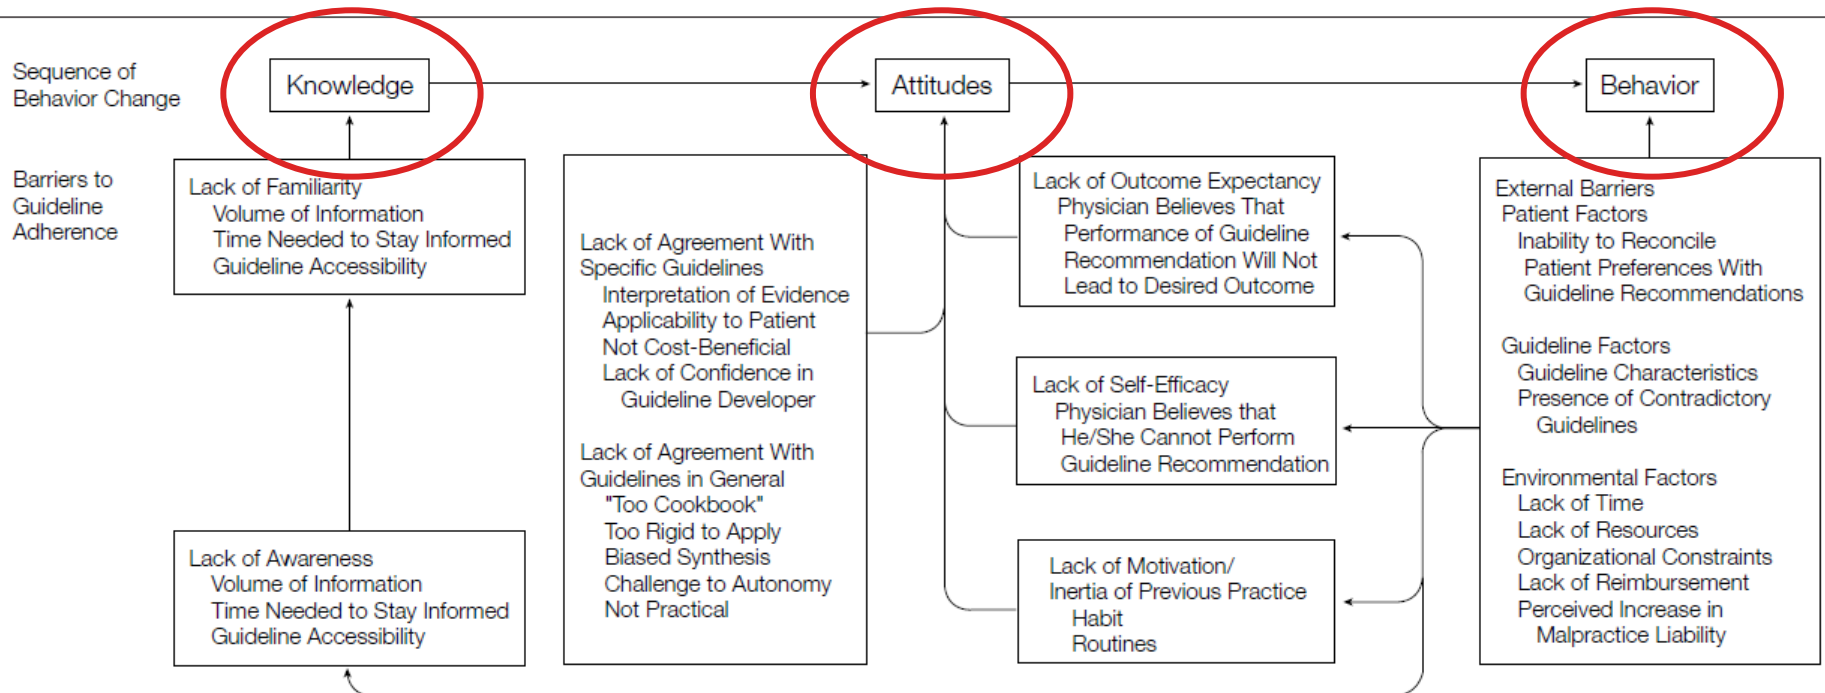 Sequence of
Behavior Change
Knowledge
Attitudes
Behavior
Barriers to
Guideline
Adherence
Lack of Familiarity
Volume of Information
Time Needed to Stay Informed
Guideline Accessibility
Lack of Awareness
Volume of Information
Time Needed to Stay Informed
Guideline Accessibility
Lack of Agreement With
Specific Guidelines
Interpretation of Evidence
Applicability to Patient
Not Cost-Beneficial
Lack of Confidence in
Guideline Developer
Lack of Agreement With
Guidelines in General
"Too Cookbook"
Too Rigid to Apply
Biased Synthesis
Challenge to Autonomy
Not Practical
Lack of Outcome Expectancy
Physician Believes That
Performance of Guideline
Recommendation Will Not
Lead to Desired Outcome
Lack of Self-Efficacy
Physician Believes that
He/She Cannot Perform
Guideline Recommendation
Lack of Motivation/
Inertia of Previous Practice
Habit
Routines
External Barriers
Patient Factors
Inability to Reconcile
Patient Preferences With
Guideline Recommendations
Guideline Factors
Guideline Characteristics
Presence of Contradictory
Guidelines
Environmental Factors
Lack of Time
Lack of Resources
Organizational Constraints
Lack of Reimbursement
Perceived Increase in
Malpractice Liability